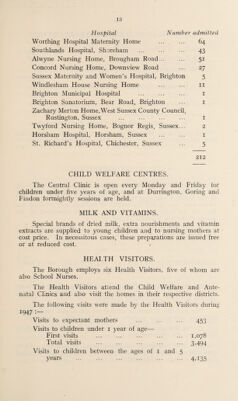 13
Hospital Number admitted
Worthing Hospital Maternity Home ... ... ... 64
Southlands Hospital, Shoreham ... ... ... 43
Alwyne Nursing Home, Brougham Road ... ... 51
Concord Nursing Home, Downview Road ... ... 27
Sussex Maternity and Women's Hospital, Brighton 5
Windlesham House Nursing Home ... ... ... 11
Brighton Municipal Hospital ... ... ... ... 1
Brighton Sanatorium, Bear Road, Brighton ... 1
Zachary Merton Home, West Sussex County Council,
Rustington, Sussex ... ... ... ... ... 1
Twyford Nursing Home, Bognor Regis, Sussex... 2
Horsham Hospital, Horsham, Sussex ... ... 1
St. Richard's Hospital, Chichester, Sussex ... 5
212
CHILD WELFARE CENTRES.
The Central Clinic is open every Monday and Friday for
children under five years of age, and at Durrington, Goring and
Findon fortnightly sessions are held.
MILK AND VITAMINS.
Special brands of dried milk, extra nourishments and vitamin
extracts are supplied to young children and to nursing mothers at
cost price. In necessitous cases, these preparations are issued free
or at reduced cost.
HEALTH VISITORS.
The Borough employs six Health Visitors, five of whom are
also School Nurses.
The Health Visitors attend the Child Welfare and Ante-
natal Clinics and also visit the homes in their respective districts.
The following visits were made by the Health Visitors during
1947 :—
Visits to expectant mothers ... ... ... 453
Visits to children under 1 year of age—
First visits ... ... ... ... ... 1,078
Total visits ... ... ... ... ... 3,494
Visits to children between the ages of 1 and 5
years ... ... ... ... ... ... 4,135